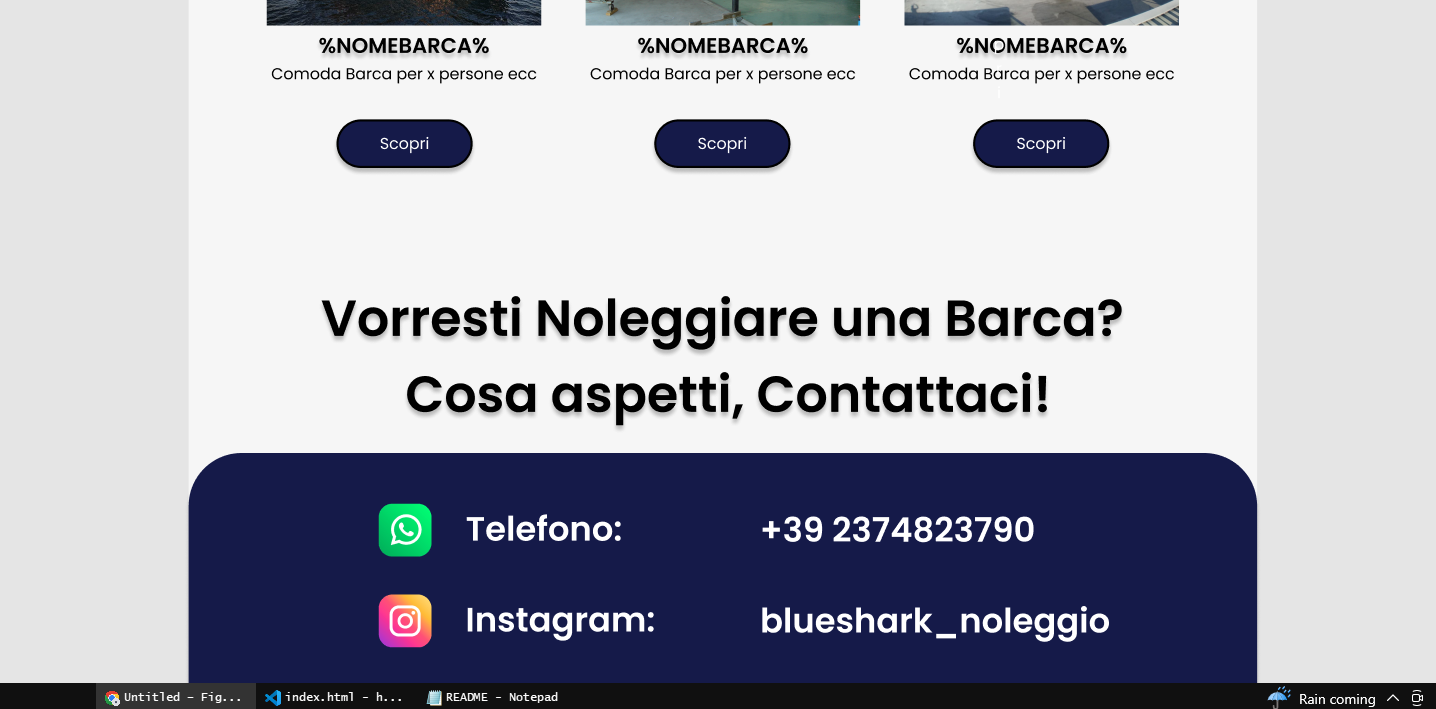 %NOMEBARCA% %NOMEBARCA% %NOMEBARCA%
Comoda Barca per x persone ecc Comoda Barca per x persone ecc Comoda Barca per x persone ecc
Scopri Scopri Scopri
Vorresti Noleggiare una Barca?
Cosa aspetti, Contattaci!
Telefono: +39 2374823790
Instagram: blueshark_noleggio
Untitled – Fig... index.html - h... README - Notepad Rain coming